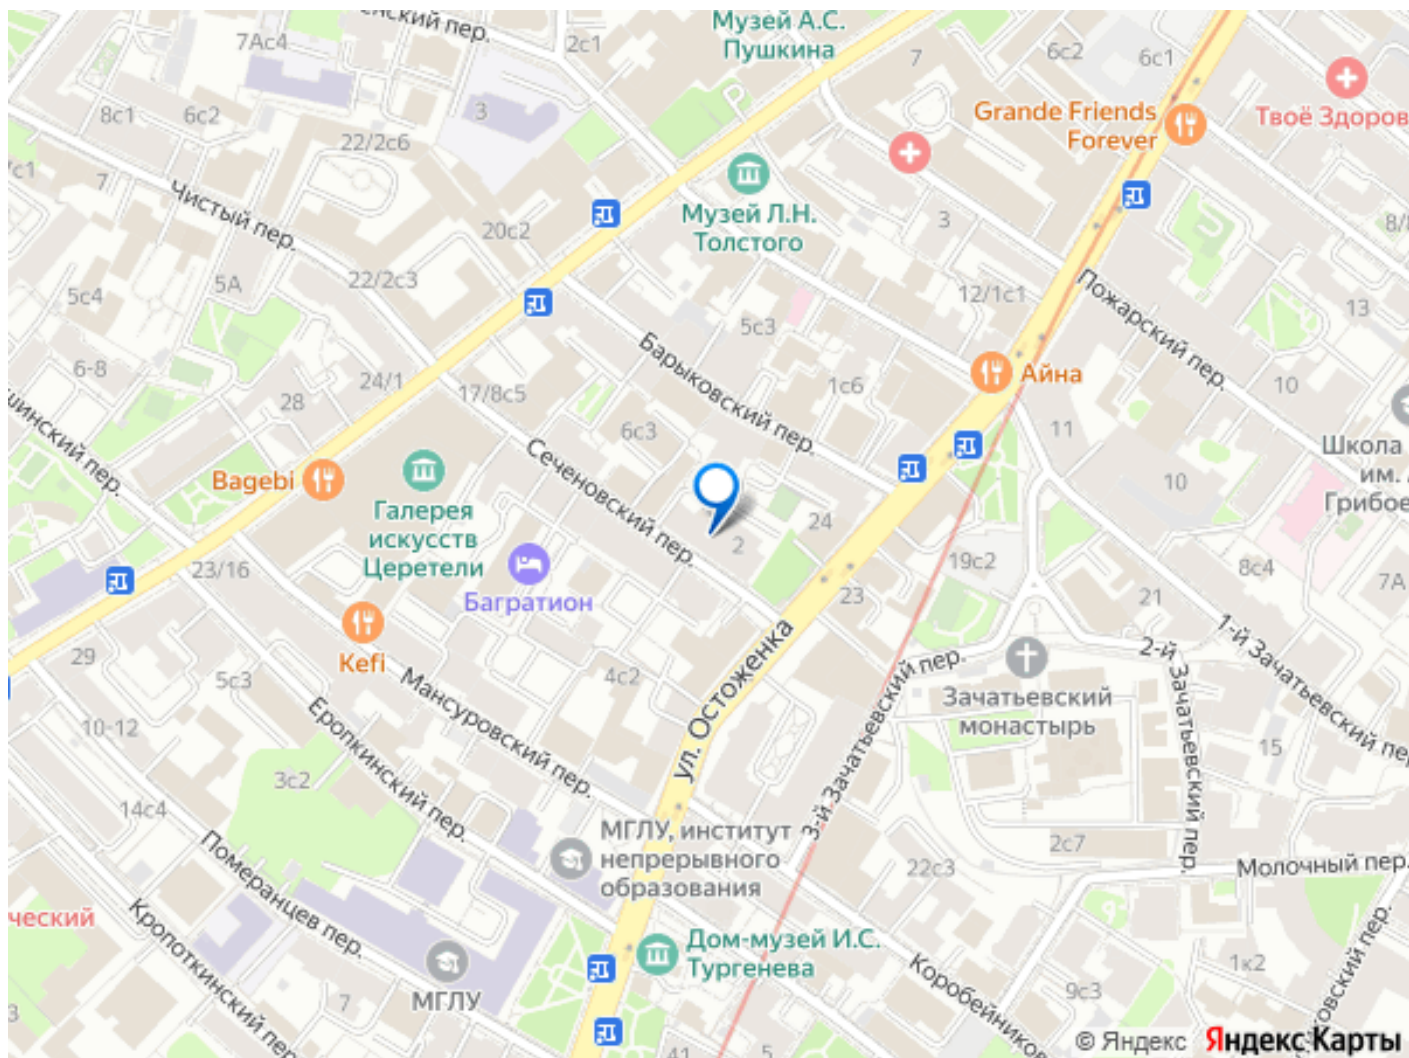 Музей А.С.
Пушкина
7Ас4
2с1
7
6с2
6с1
3
8с1
6с2
22/2с6
Grande Friends
Forever
Твоё Здоров
7
Чистый пер.
20с2
Музей Л.Н.
Толстого
3
8/8
5с4
5А
22/2с3
5с3
12/1с1
Пожарский пер.
13
6-8
24/1
28
17/8с5
Барыковский пер.
1с6
Айна
10
11
Школа
им.
Грибое
Bagebi
Галерея
искусств
Церетели
6с3
Сеченовский пер.
2
24
10
19с2
8с4
7А
23/16
Багратион
23
21
1-й Зачатьевский пер.
2-й Зачатьевский пер.
29
Kefi
5с3
4с2
ул. Остоженка
Зачатьевский
монастырь
3-й Зачатьевский пер.
10-12
Мансуровский пер.
Еропкинский пер.
15
3с2
14с4
МГЛУ, институт
непрерывного
образования
2с7
22с3
Молочный пер.
Померанцев пер.
ческий
Кропоткинский пер.
Дом-музей И.С.
Тургенева
МГЛУ
7
Коробейников
1к2
9с3
41
5
© Яндекс Яндекс Карты